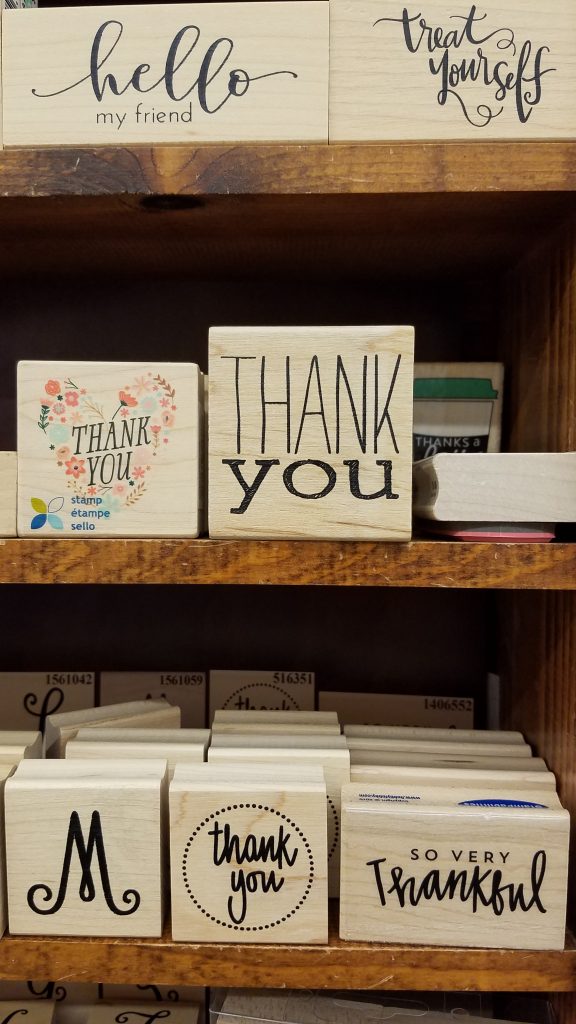 hello
my friend
treat
yourself
THANK
YOU
stamp
étampe
sello
THANK
you
THANKS a
1561042
1561059
516351
1406552
thank
M
thank
you
SO VERY
Thankful